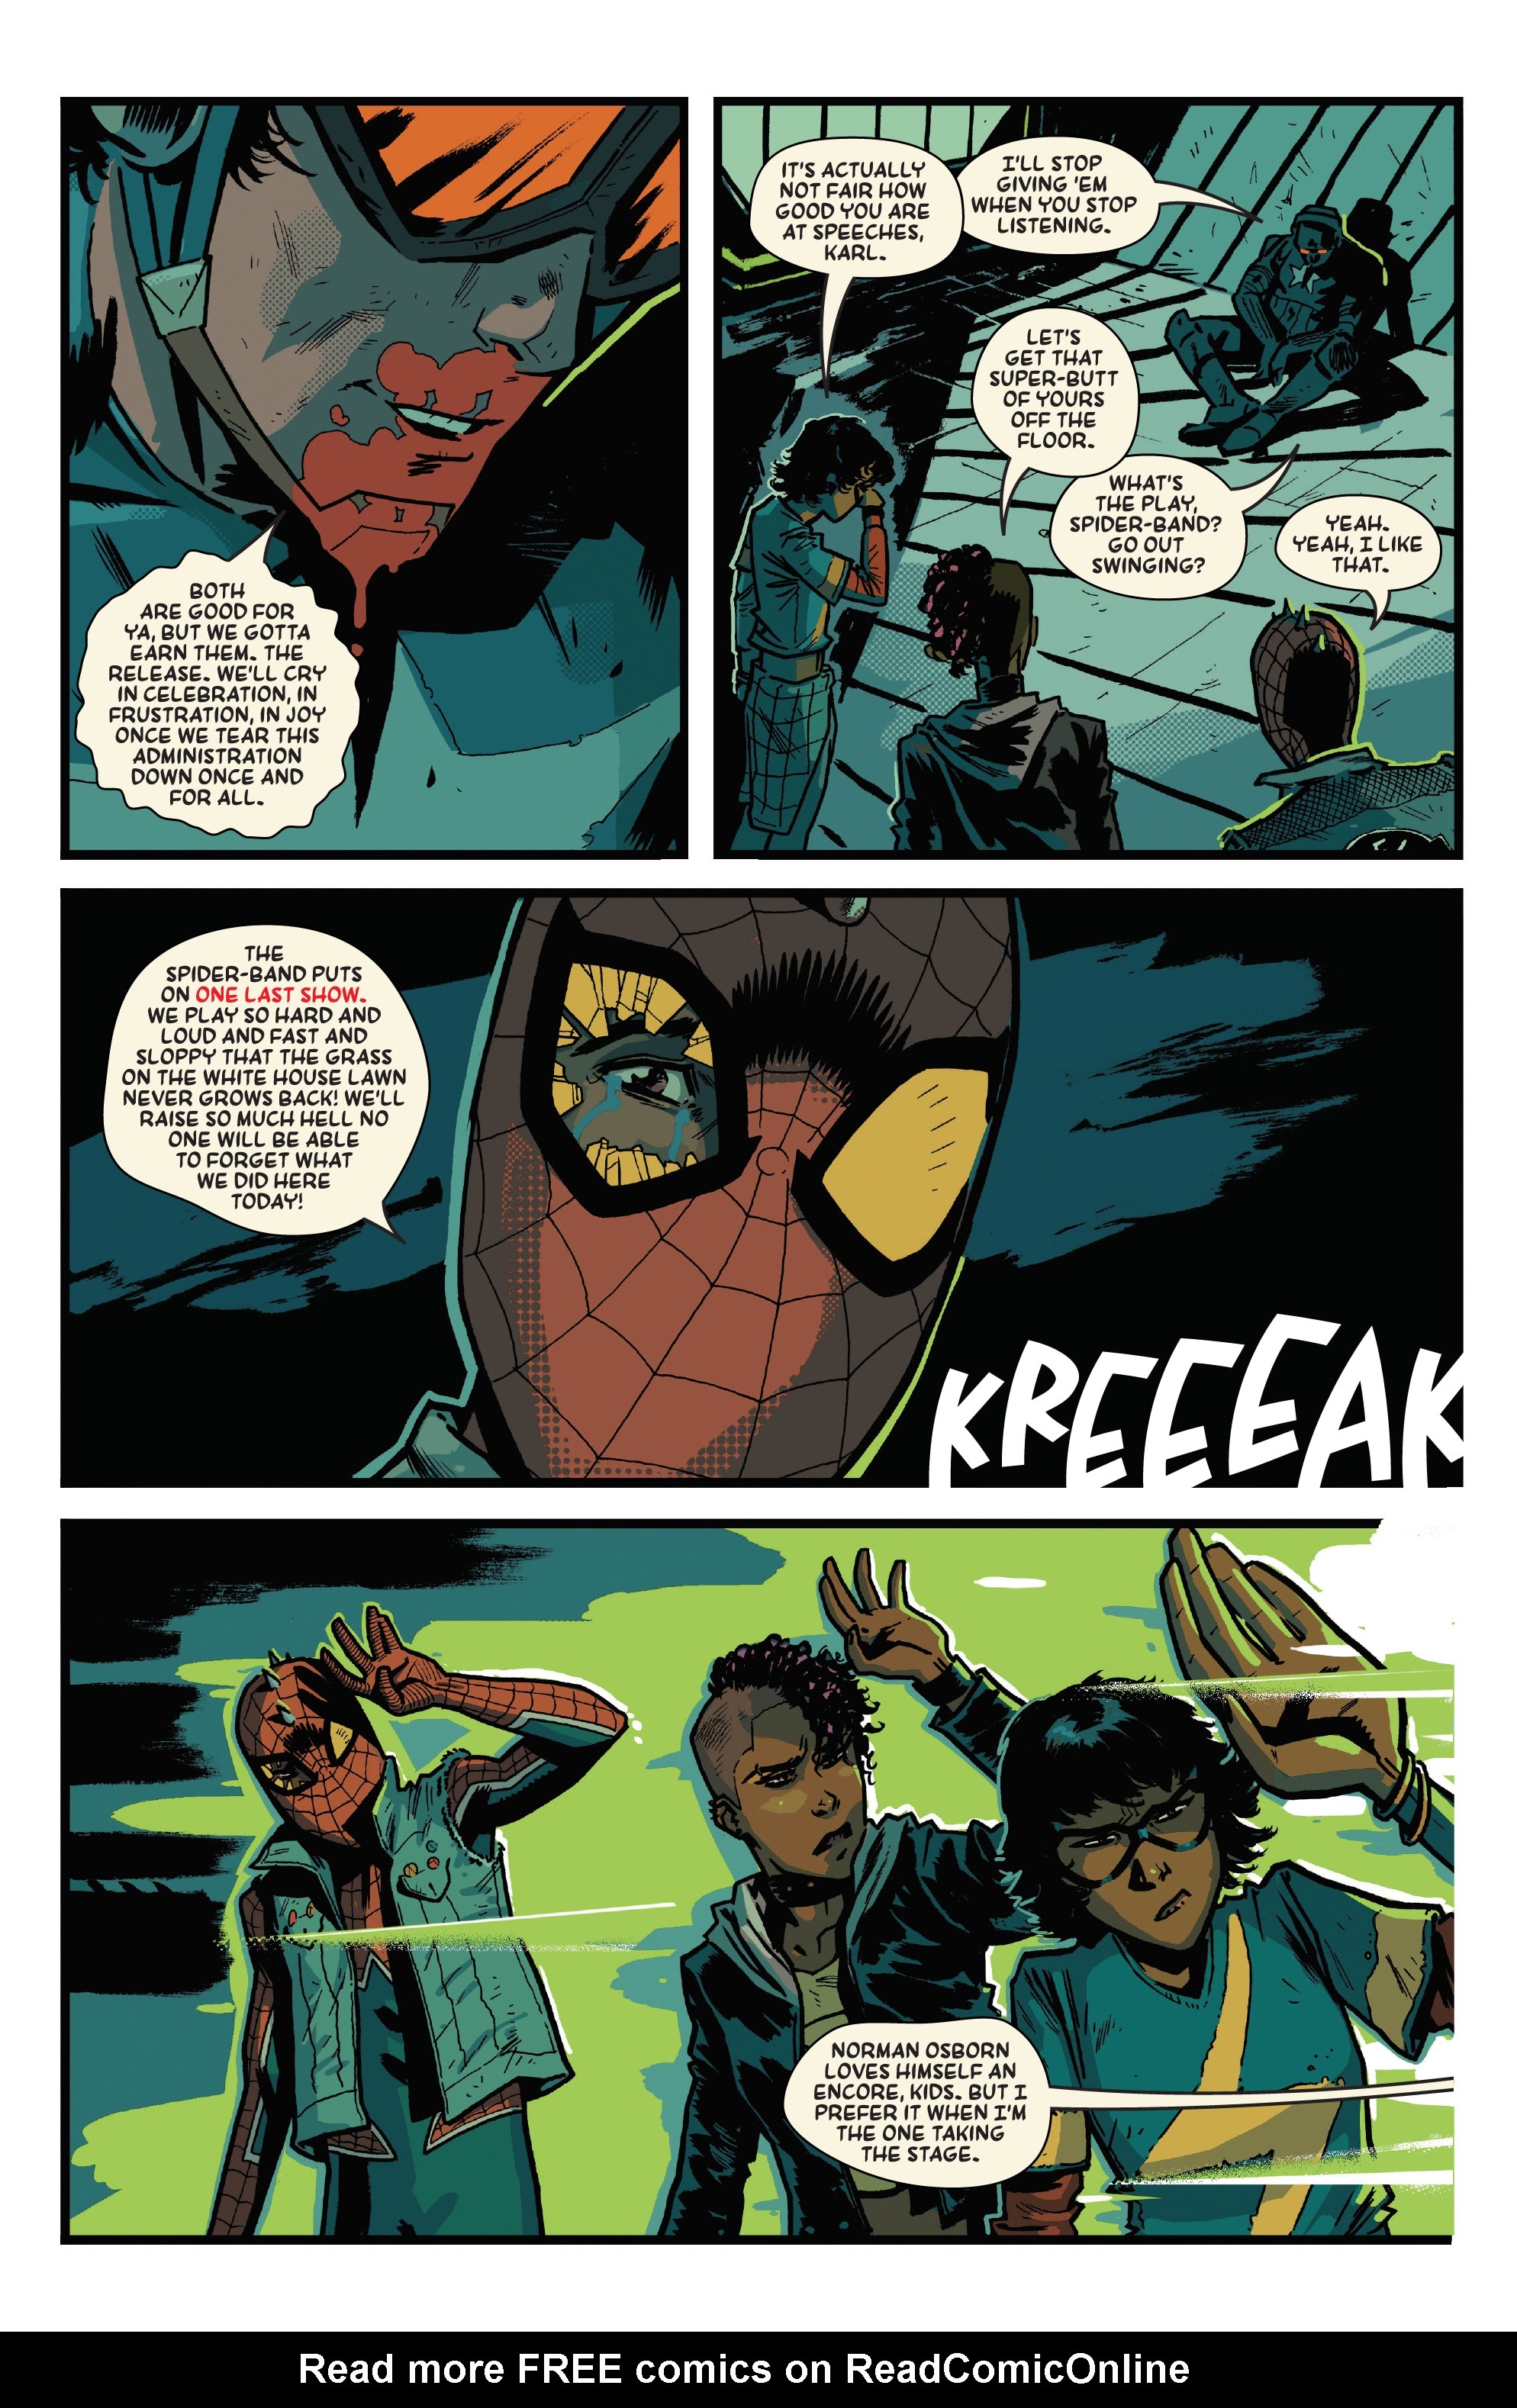 BOTH
ARE GOOD FOR
YA, BUT WE GOTTA
EARN THEM. THE
RELEASE. WE'LL CRY
IN CELEBRATION, IN
FRUSTRATION, IN JOY
ONCE WE TEAR THIS
ADMINISTRATION
DOWN ONCE AND
FOR ALL.
IT'S ACTUALLY
NOT FAIR HOW
GOOD YOU ARE
AT SPEECHES,
KARL.
I'LL STOP
GIVING 'EM
WHEN YOU STOP
LISTENING.
LET'S
GET THAT
SUPER-BUTT
OF YOURS
OFF THE
FLOOR.
WHAT'S
THE PLAY,
SPIDER-BAND?
GO OUT
SWINGING?
YEAH.
YEAH, I LIKE
THAT.
THE
SPIDER-BAND PUTS
ON ONE LAST SHOW.
WE PLAY SO HARD AND
LOUD AND FAST AND
SLOPPY THAT THE GRASS
ON THE WHITE HOUSE LAWN
NEVER GROWS BACK! WE'LL
RAISE SO MUCH HELL NO
ONE WILL BE ABLE
TO FORGET WHAT
WE DID HERE
TODAY!
KREEEAK
NORMAN OSBORN
LOVES HIMSELF AN
ENCORE, KIDS. BUT I
PREFER IT WHEN I'M
THE ONE TAKING
THE STAGE.
Read more FREE comics on ReadComicOnline